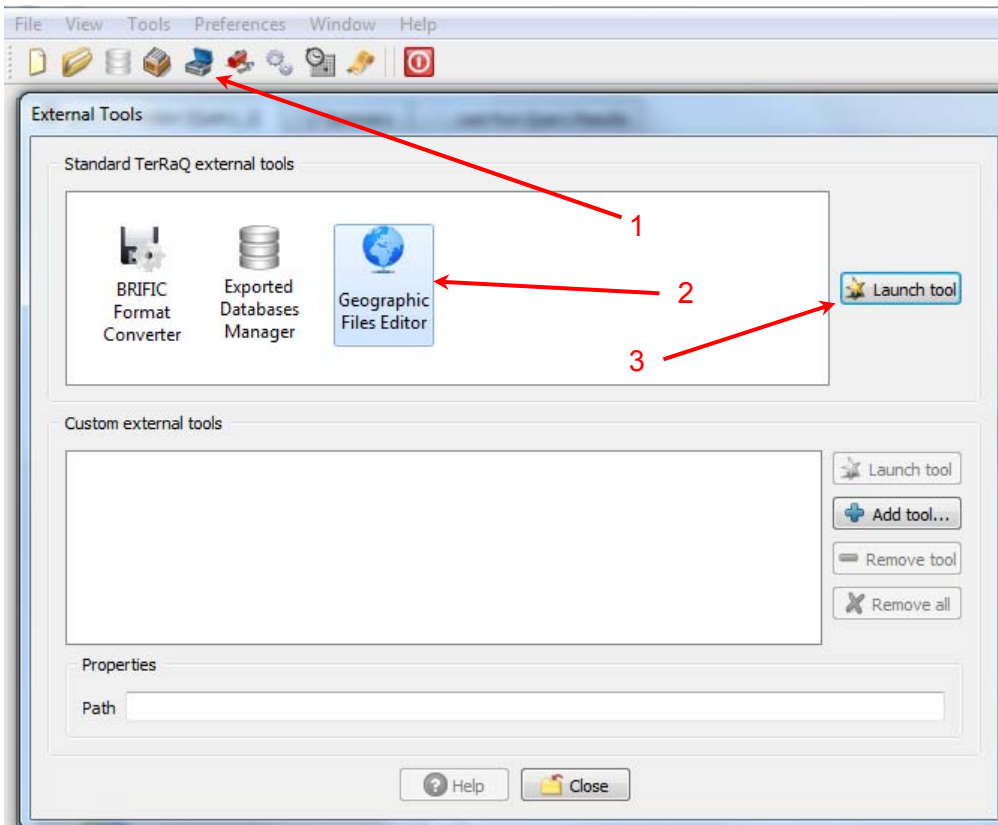 File View Tools Preferences Window Help
External Tools
Standard TerRaQ external tools
1
BRIFIC
Format
Converter
Exported
Databases
Manager
Geographic
Files Editor
2
Launch tool
3
Custom external tools
Launch tool
Add tool...
Remove tool
Remove all
Properties
Path
Help
Close